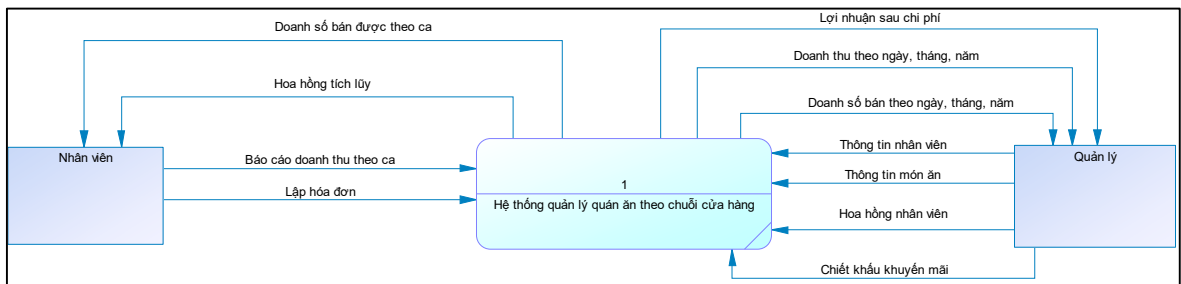 Doanh số bán được theo ca
Lợi nhuận sau chi phí
Doanh thu theo ngày, tháng, năm
Hoa hồng tích lũy
Doanh số bán theo ngày, tháng, năm
Nhân viên
Báo cáo doanh thu theo ca
Lập hóa đơn
1
Hệ thống quản lý quán ăn theo chuỗi cửa hàng
Thông tin nhân viên
Thông tin món ăn
Hoa hồng nhân viên
Chiết khấu khuyến mãi
Quản lý